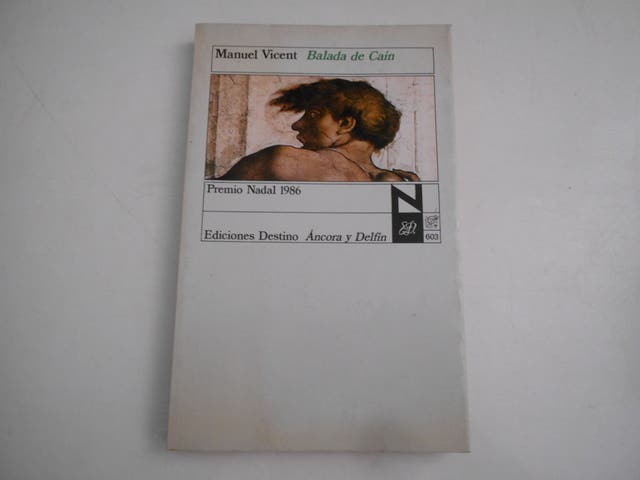 Manuel Vicent Balada de Caín
Premio Nadal 1986
N
Ediciones Destino Áncora y Delfín
603